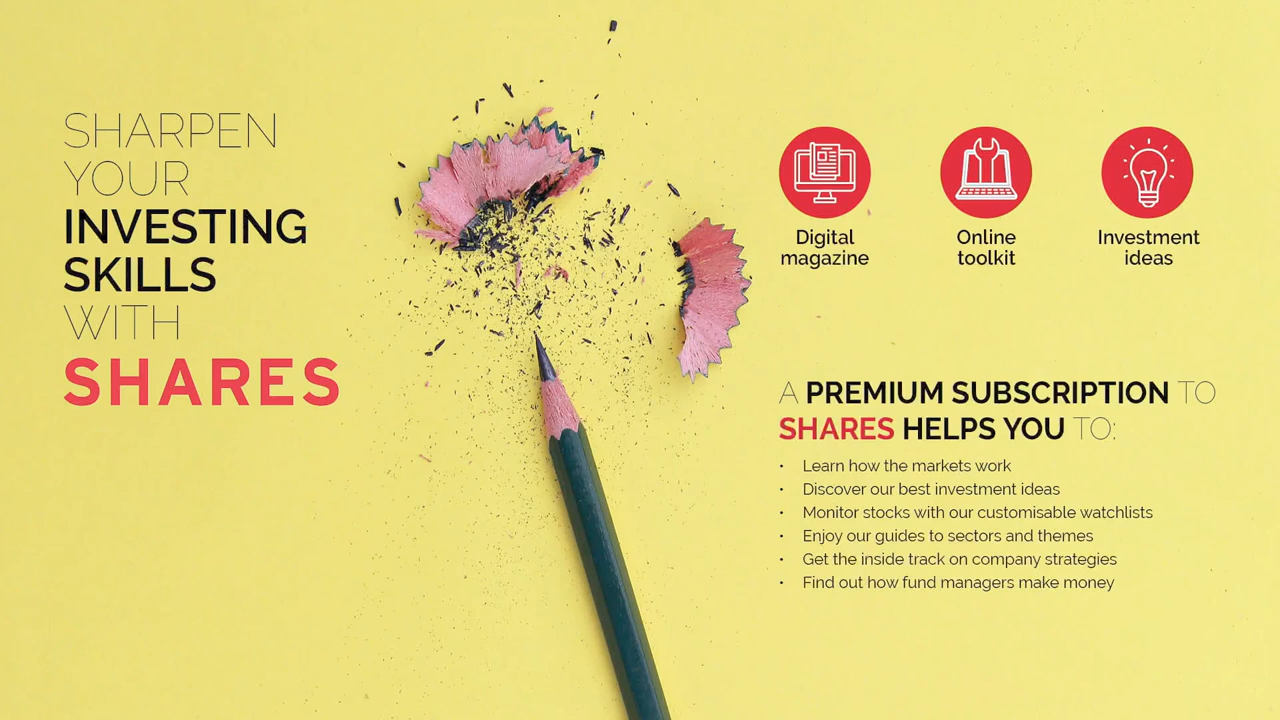 SHARPEN
YOUR
INVESTING
SKILLS
WITH
SHARES
Digital
magazine
Online
toolkit
Investment
ideas
A PREMIUM SUBSCRIPTION TO
SHARES HELPS YOU TO:
• Learn how the markets work
• Discover our best investment ideas
• Monitor stocks with our customisable watchlists
• Enjoy our guides to sectors and themes
• Get the inside track on company strategies
• Find out how fund managers make money